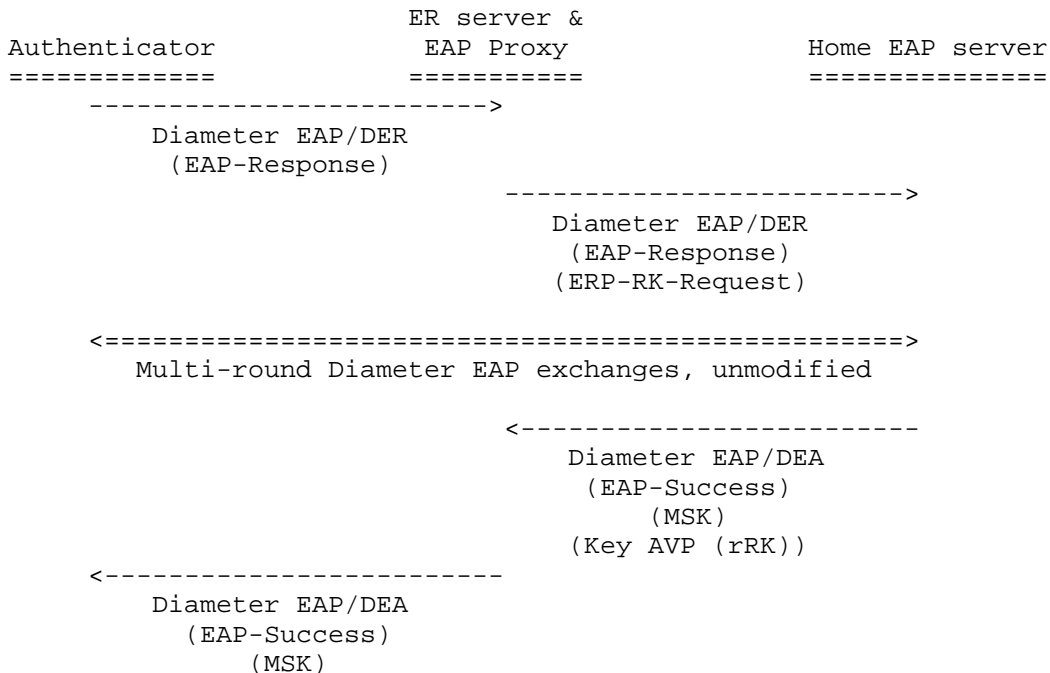 ER server &
Authenticator             EAP Proxy               Home EAP server
=============            ===========              ===============
     ------------------------->
         Diameter EAP/DER
          (EAP-Response)
                               ------------------------->
                                  Diameter EAP/DER
                                   (EAP-Response)
                                  (ERP-RK-Request)
     <==================================================>
        Multi-round Diameter EAP exchanges, unmodified
                               <-------------------------
                                   Diameter EAP/DEA
                                    (EAP-Success)
                                        (MSK)
                                   (Key AVP (rRK))
     <-------------------------
         Diameter EAP/DEA
           (EAP-Success)
               (MSK)